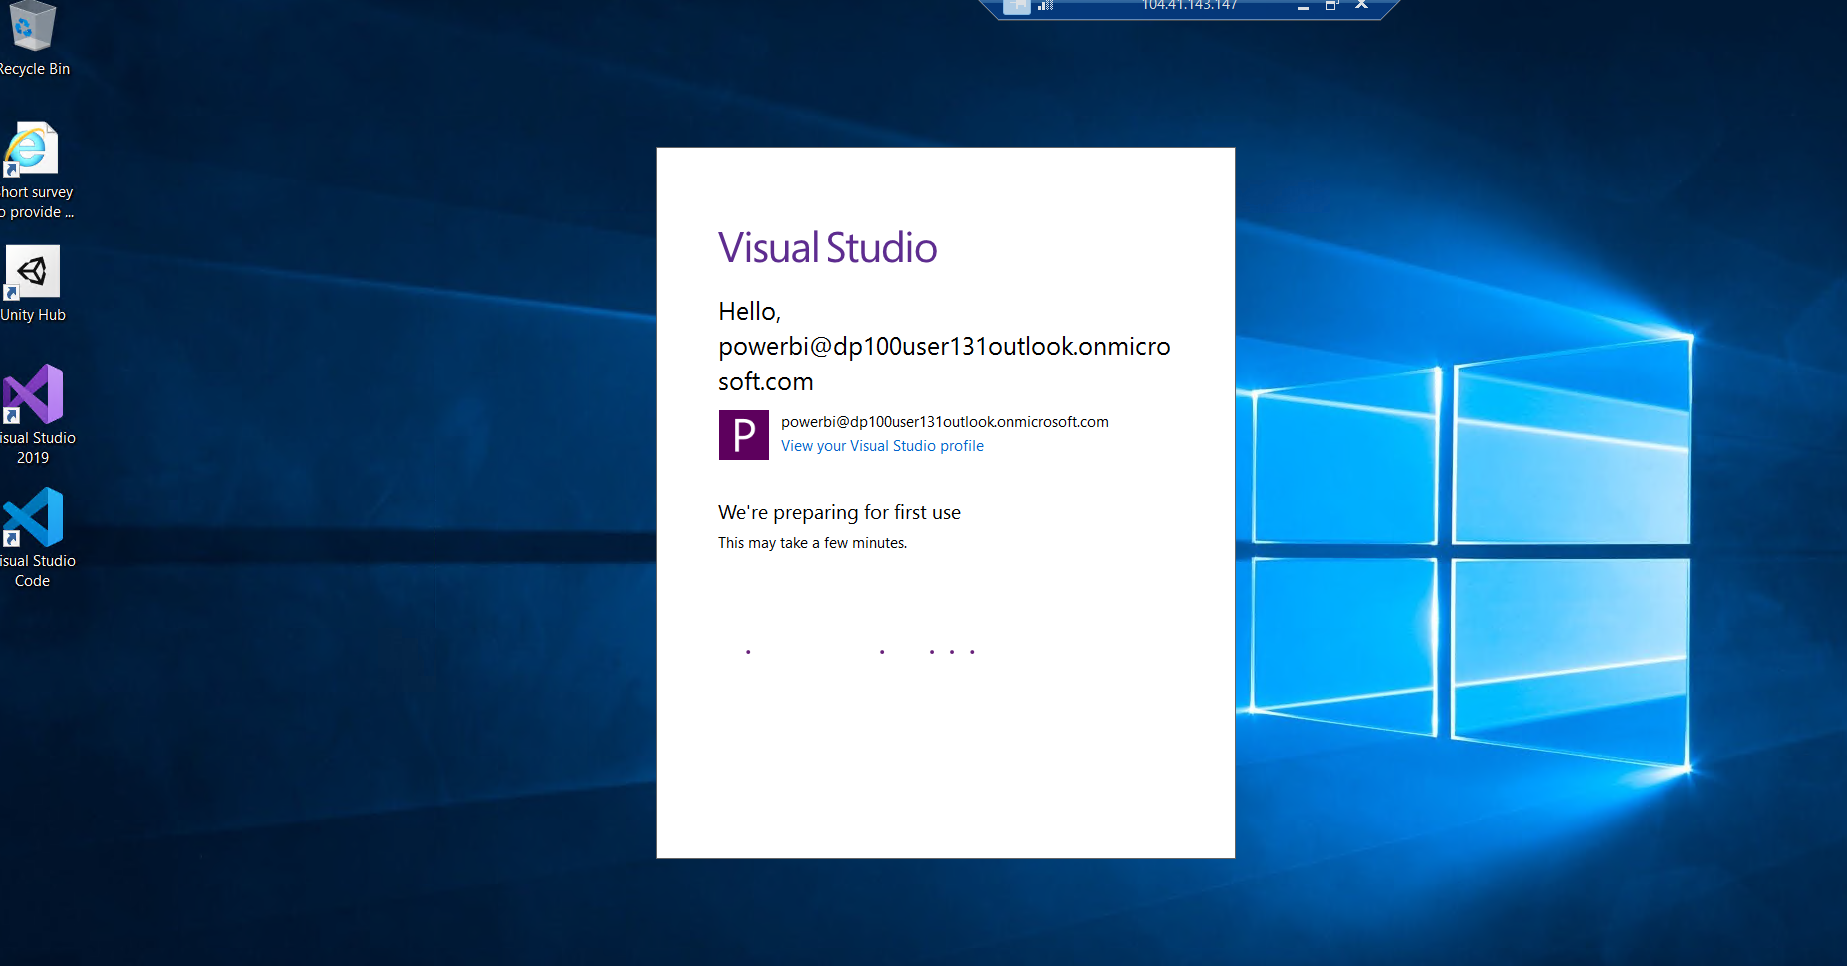 104.41.143.147
Recycle Bin
hort survey
o provide ...
Unity Hub
isual Studio
2019
isual Studio
Code
Visual Studio
Hello,
powerbi@dp100user131outlook.onmicro
soft.com
P
powerbi@dp100user131outlook.onmicrosoft.com
View your Visual Studio profile
We're preparing for first use
This may take a few minutes.